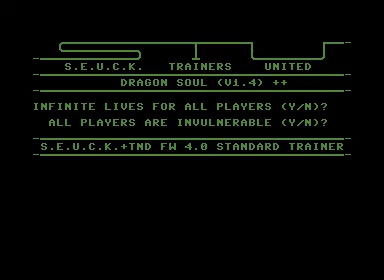 S.E.U.C.K. TRAINERS UNITED
DRAGON SOUL (V1.4) ++
INFINITE LIVES FOR ALL PLAYERS (Y/N)?
ALL PLAYERS ARE INVULNERABLE (Y/N)?
S.E.U.C.K.+TND FW 4.0 STANDARD TRAINER